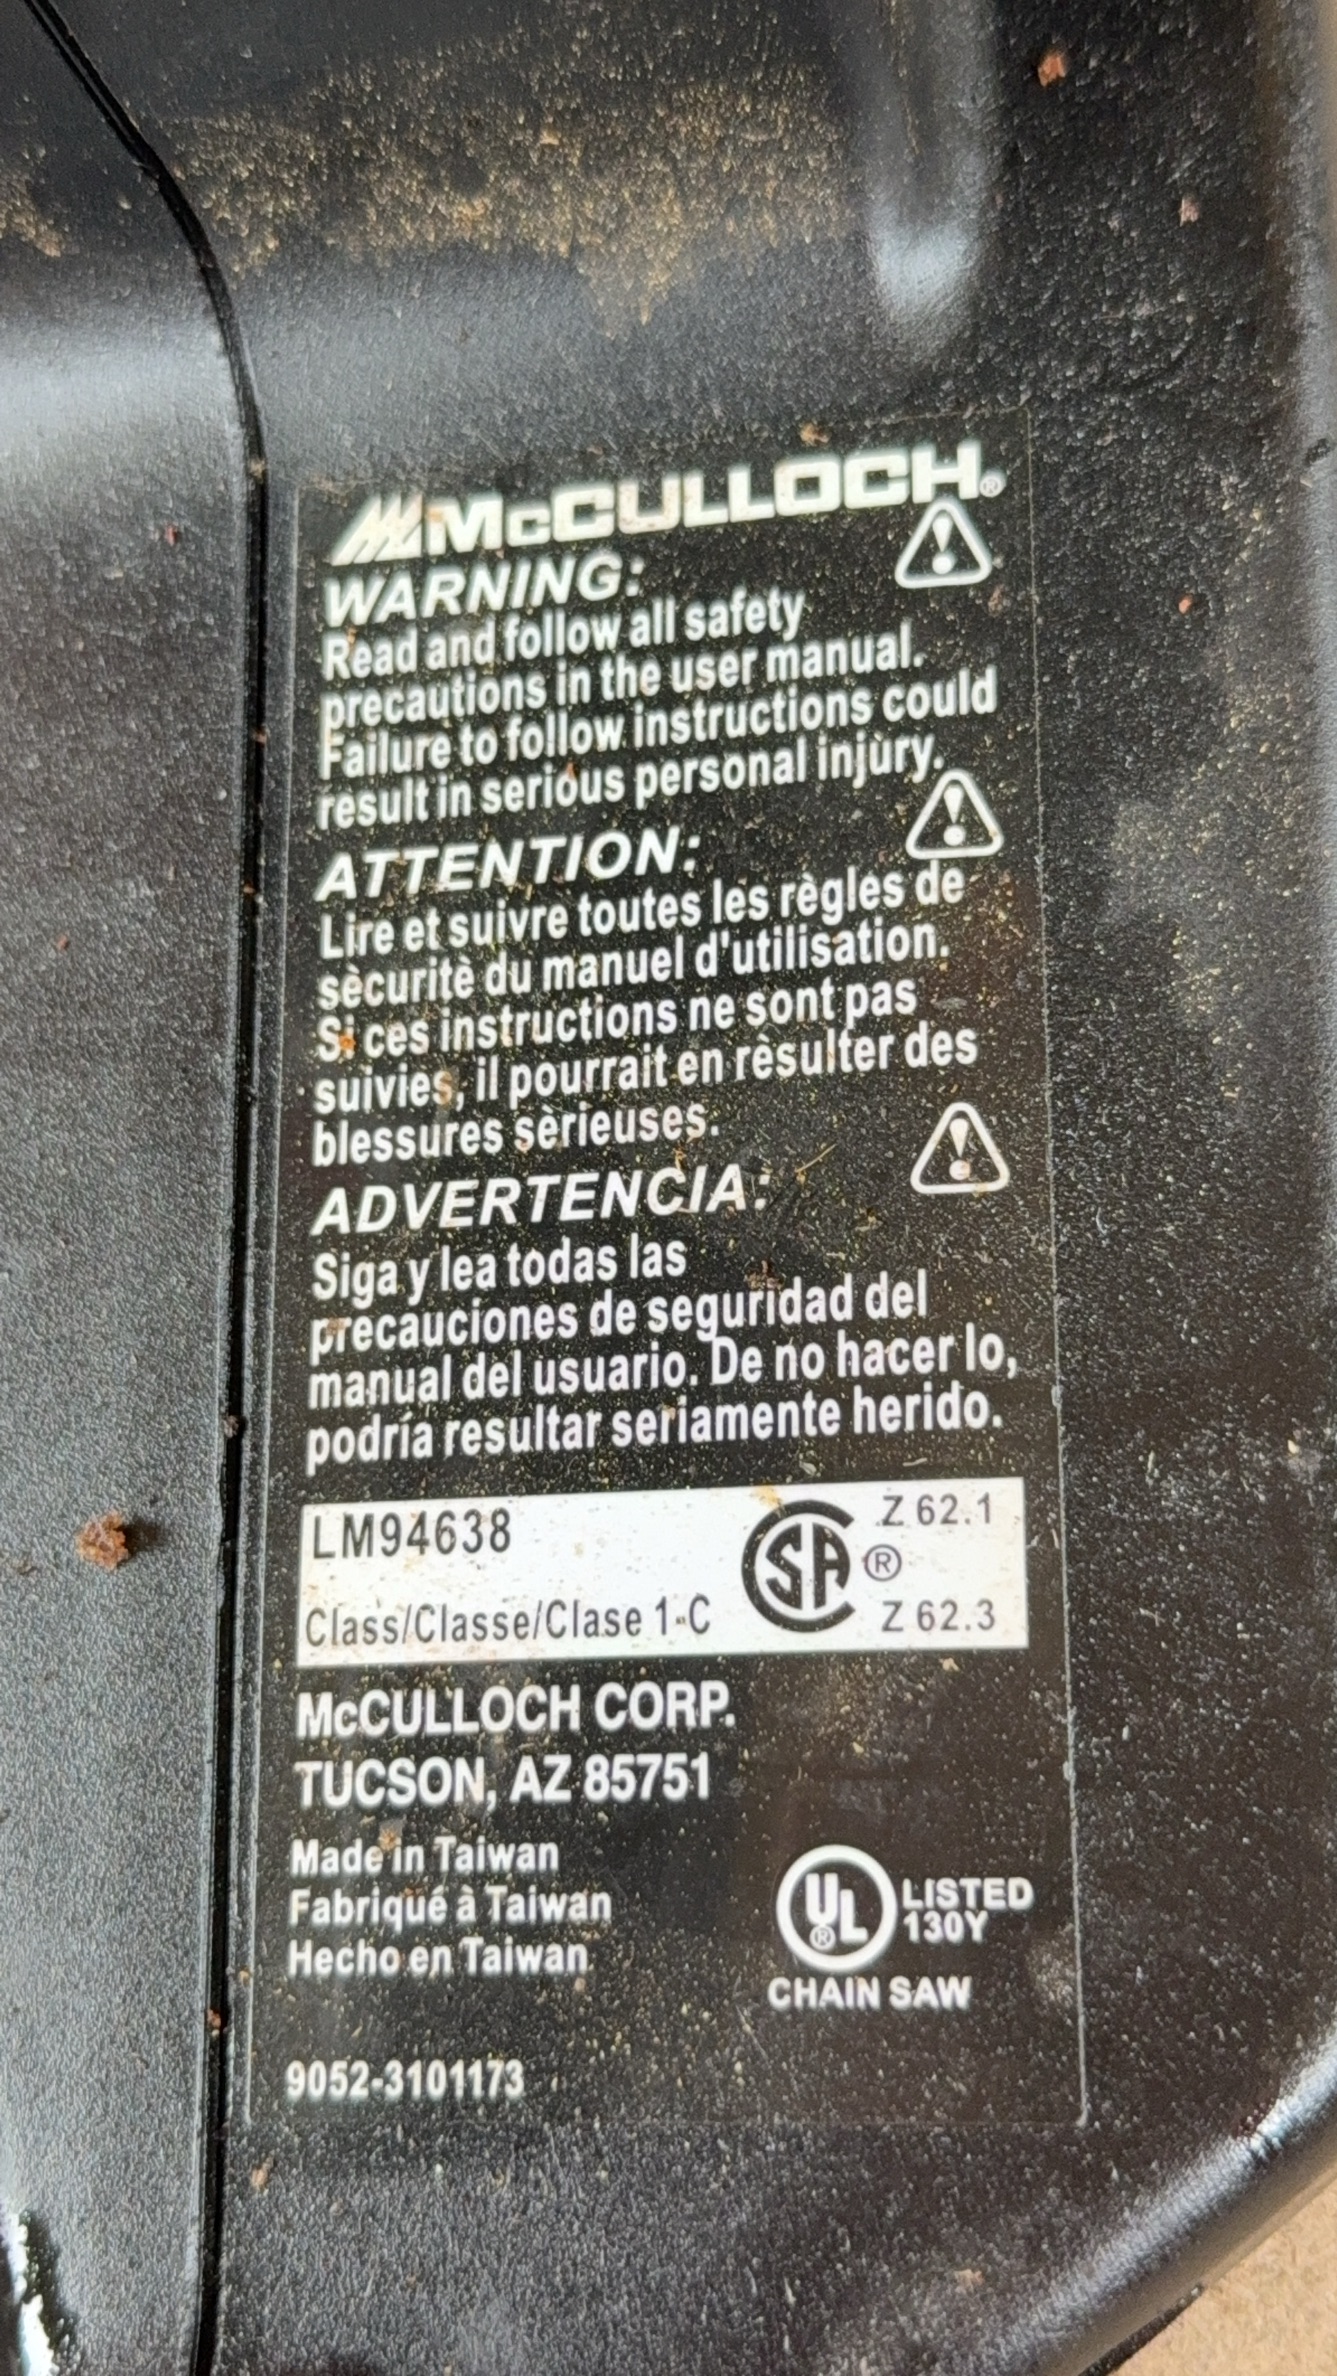 McCULLOCH®
WARNING:
Read and follow all safety
precautions in the user manual.
Failure to follow instructions could
result in serious personal injury.
ATTENTION:
Lire et suivre toutes les règles de
sècuritè du manuel d'utilisation.
Si ces instructions ne sont pas
suivies, il pourrait en rèsulter des
blessures sèrieuses.
ADVERTENCIA:
Siga y lea todas las
precauciones de seguridad del
manual del usuario. De no hacer lo,
podría resultar seriamente herido.
LM94638
Class/Classe/Clase 1-C
SA ®
Z 62.1
Z 62.3
McCULLOCH CORP.
TUCSON, AZ 85751
Made in Taiwan
Fabriqué à Taiwan
Hecho en Taiwan
UL ® LISTED
130Y
CHAIN SAW
9052-3101173